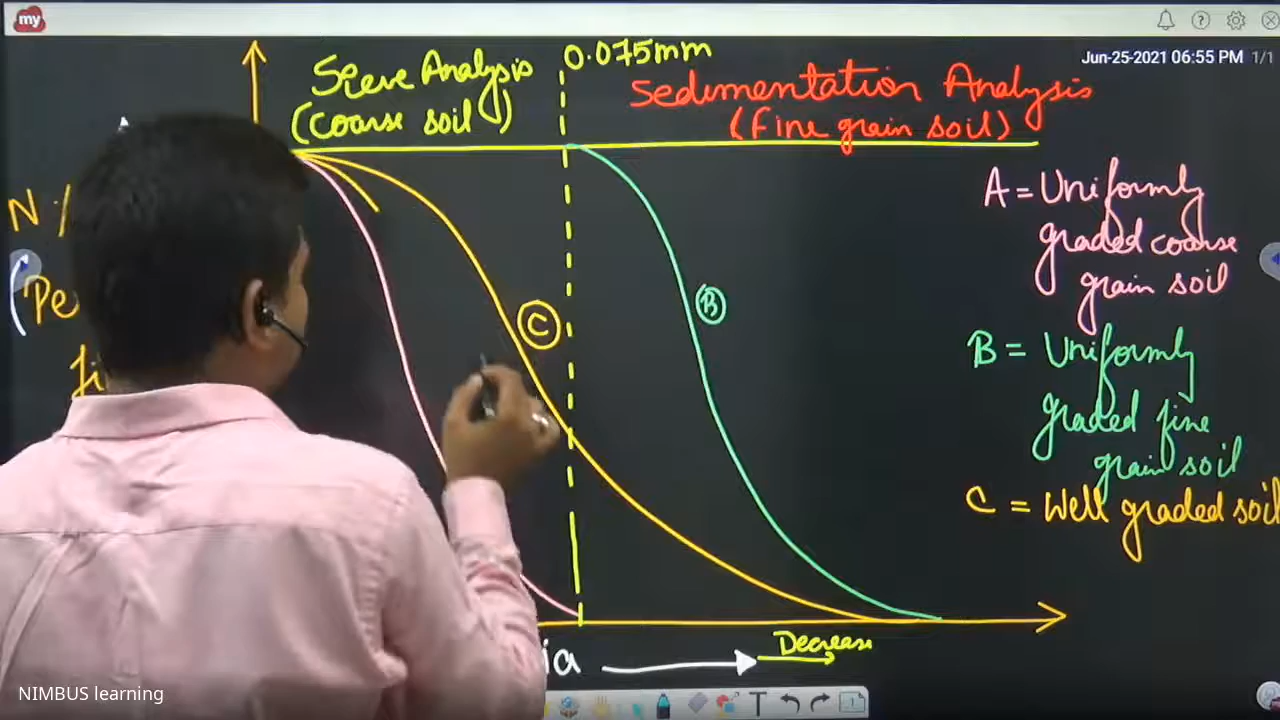 my
Jun-25-2021 06:55 PM 1/1
Sieve Analysis
(coarse soil)
0.075mm
Sedimentation Analysis
(fine grain soil)
N
(Pe
fi
C
B
A = Uniformly
graded coarse
grain soil
B = Uniformly
graded fine
grain soil
C = Well graded soil
ia
Decrease
T
NIMBUS learning